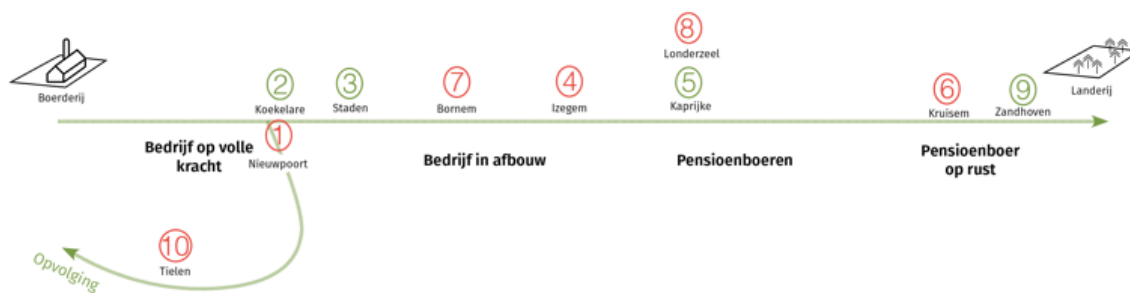 8
Londerzeel
Boerderij
2
Koekelare
3
Staden
7
Bornem
4
Izegem
5
Kaprijke
6
Kruisem
9
Zandhoven
Landerij
1
Nieuwpoort
Bedrijf op volle
kracht
Bedrijf in afbouw
Pensioenboeren
Pensioenboer
op rust
10
Tielen
Opvolging